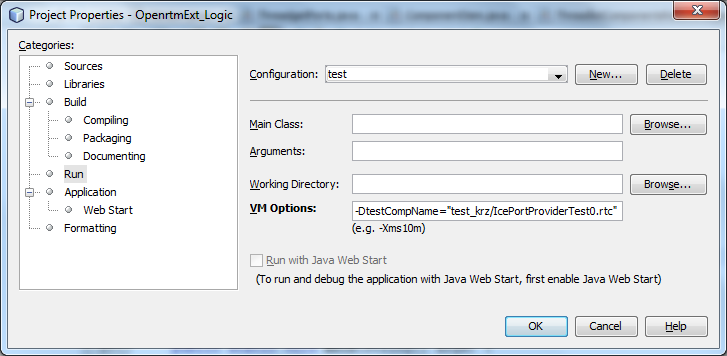 Project Properties - OpenrtmExt_Logic
Categories:
Sources
Libraries
Build
Compiling
Packaging
Documenting
Run
Application
Web Start
Formatting
Configuration: test New... Delete
Main Class: Browse...
Arguments:
Working Directory: Browse...
VM Options: -DtestCompName="test_krz/IcePortProviderTest0.rtc"
(e.g. -Xms10m)
Run with Java Web Start
(To run and debug the application with Java Web Start, first enable Java Web Start)
OK Cancel Help